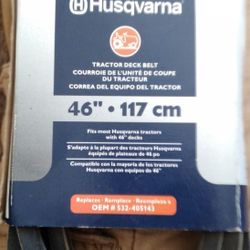 Husqvarna
TRACTOR DECK BELT
COURROIE DE L'UNITÉ DE COUPE
DU TRACTEUR
CORREA DEL EQUIPO DEL TRACTOR
46" • 117 cm
Fits most Husqvarna tractors
with 46" decks
S'adapte à la plupart des tracteurs Husqvarna
équipés de plateaux de 46 po
Compatible con la mayoría de los tractores
Husqvarna con equipos de 46"
Replaces • Remplace • Reemplaza a
OEM # 532-405143